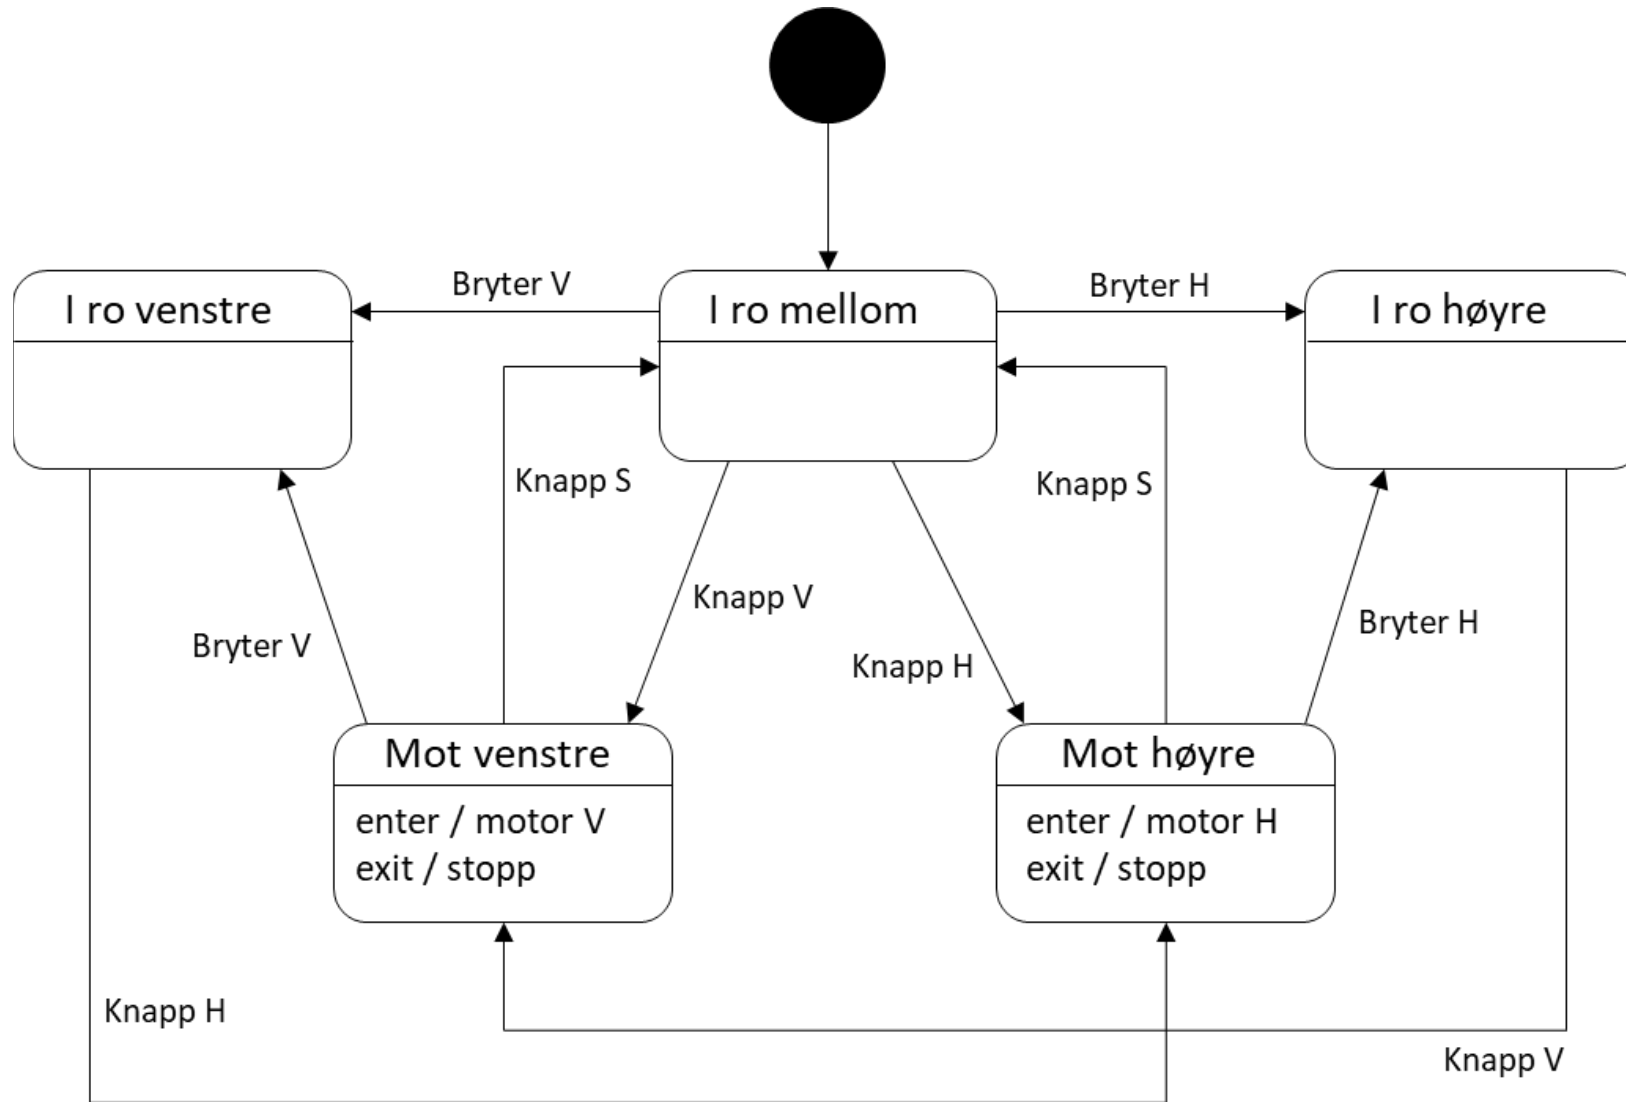 Bryter V
Bryter H
I ro venstre
I ro mellom
I ro høyre
Knapp S
Knapp S
Knapp V
Bryter H
Bryter V
Knapp H
Mot venstre
enter / motor V
exit / stopp
Mot høyre
enter / motor H
exit / stopp
Knapp H
Knapp V